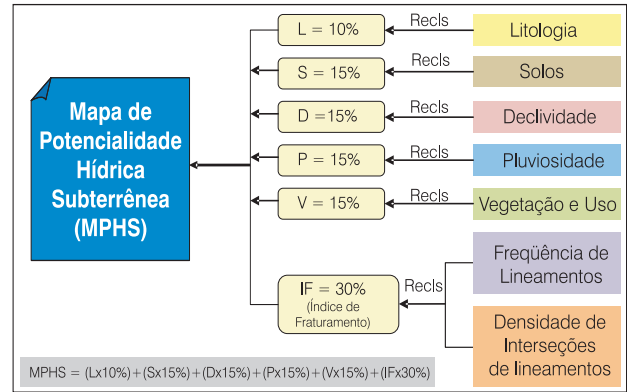 Mapa de
Potencialidade
Hídrica
Subterrênea
(MPHS)
L = 10%
Recls
Litologia
S = 15%
Recls
Solos
D =15%
Recls
Declividade
P = 15%
Recls
Pluviosidade
V = 15%
Recls
Vegetação e Uso
IF = 30%
(Índice de
Fraturamento)
Recls
Freqüência de
Lineamentos
Densidade de
Interseções
de lineamentos
MPHS = (Lx10%)+(Sx15%)+(Dx15%)+(Px15%)+(Vx15%)+(IFx30%)